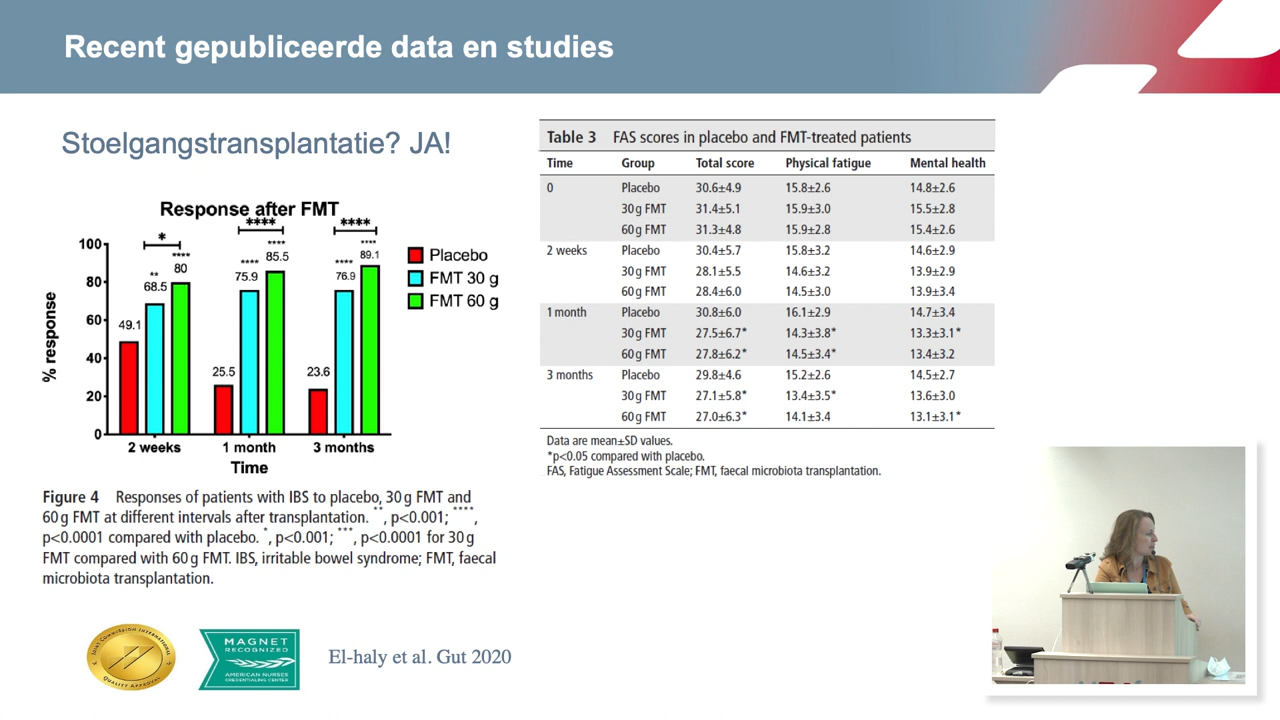 Recent gepubliceerde data en studies
Stoelgangstransplantatie? JA!
Response after FMT
% response
100
80
60
40
20
0
*
****
****
49.1
**
68.5
****
80
25.5
****
75.9
****
85.5
23.6
****
76.9
****
89.1
2 weeks
1 month
3 months
Time
Placebo
FMT 30 g
FMT 60 g
Figure 4 Responses of patients with IBS to placebo, 30 g FMT and
60 g FMT at different intervals after transplantation. **, p<0.001; ****,
p<0.0001 compared with placebo. *, p<0.001; ***, p<0.0001 for 30 g
FMT compared with 60 g FMT. IBS, irritable bowel syndrome; FMT, faecal
microbiota transplantation.
Table 3 FAS scores in placebo and FMT-treated patients
Time Group Total score Physical fatigue Mental health
0 Placebo 30.6±4.9 15.8±2.6 14.8±2.6
30 g FMT 31.4±5.1 15.9±3.0 15.5±2.8
60 g FMT 31.3±4.8 15.9±2.8 15.4±2.6
2 weeks Placebo 30.4±5.7 15.8±3.2 14.6±2.9
30 g FMT 28.1±5.5 14.6±3.2 13.9±2.9
60 g FMT 28.4±6.0 14.5±3.0 13.9±3.4
1 month Placebo 30.8±6.0 16.1±2.9 14.7±3.4
30 g FMT 27.5±6.7* 14.3±3.8* 13.3±3.1*
60 g FMT 27.8±6.2* 14.5±3.4* 13.4±3.2
3 months Placebo 29.8±4.6 15.2±2.6 14.5±2.7
30 g FMT 27.1±5.8* 13.4±3.5* 13.6±3.0
60 g FMT 27.0±6.3* 14.1±3.4 13.1±3.1*
Data are mean±SD values.
*p<0.05 compared with placebo.
FAS, Fatigue Assessment Scale; FMT, faecal microbiota transplantation.
Joint Commission International
Quality Approval
MAGNET
RECOGNIZED
AMERICAN NURSES
CREDENTIALING CENTER
El-haly et al. Gut 2020